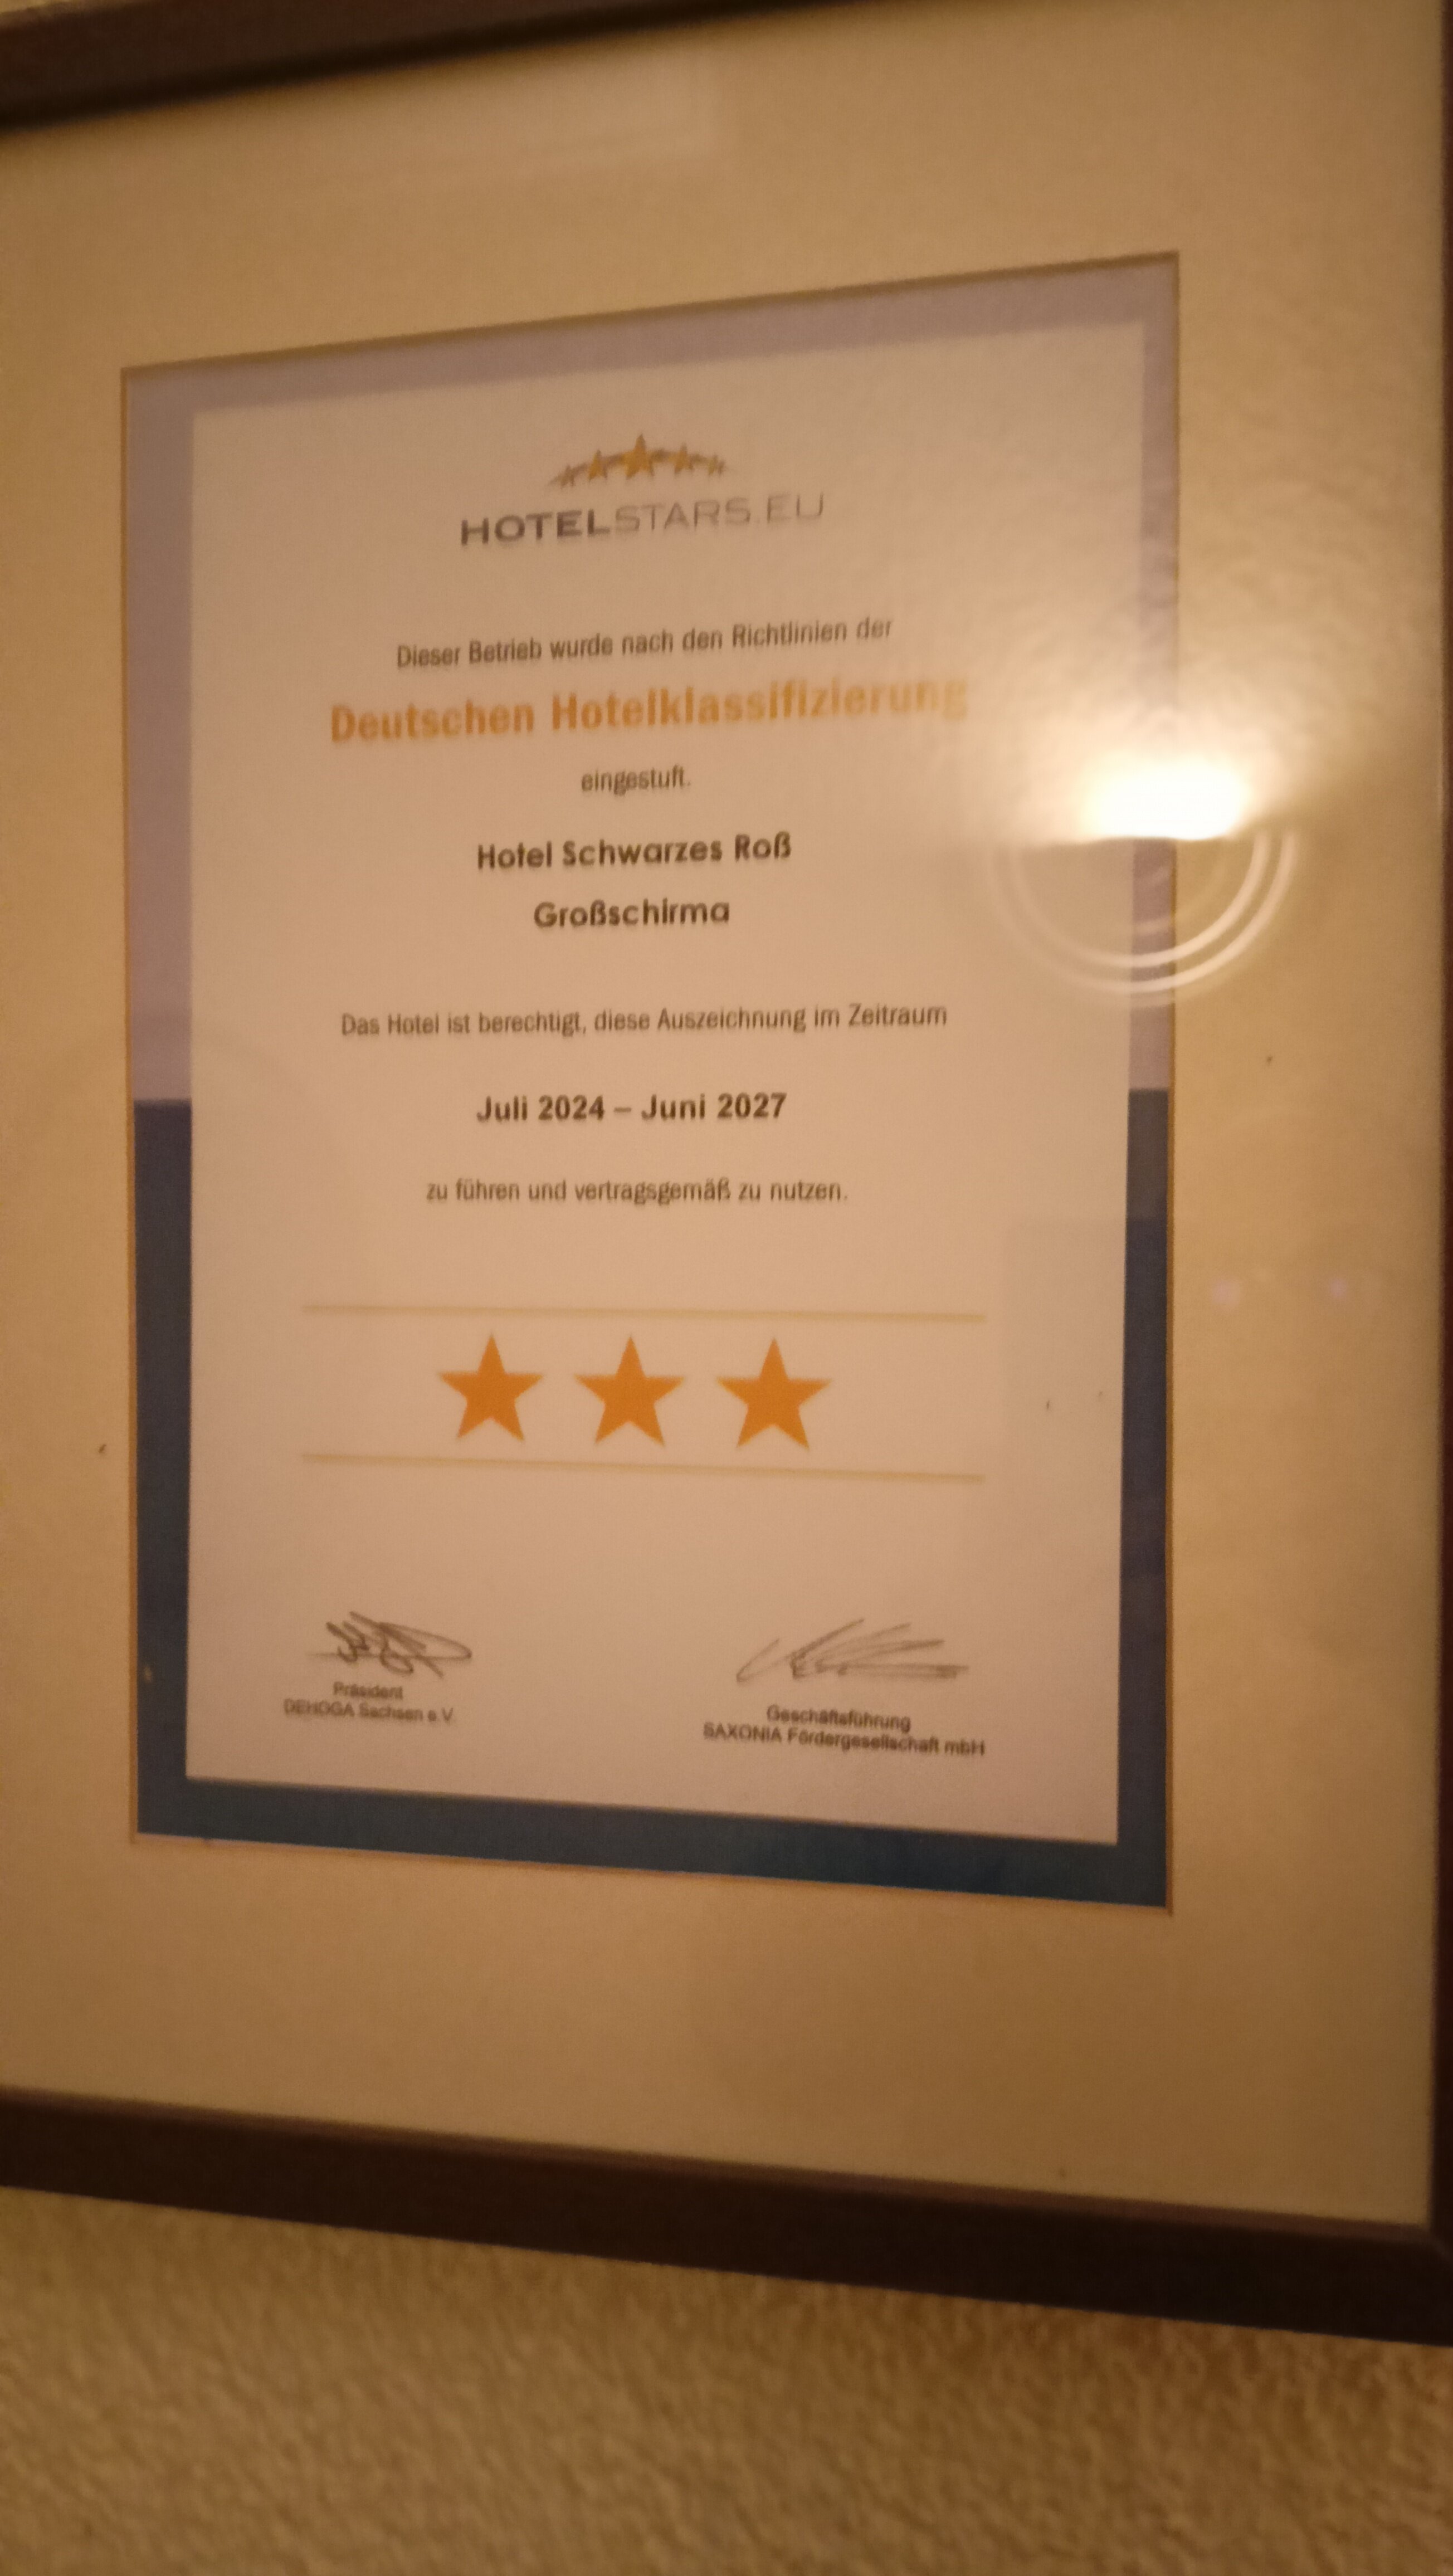 HOTELSTARS.EU
Dieser Betrieb wurde nach den Richtlinien der
Deutschen Hotelklassifizierung
eingestuft.
Hotel Schwarzes Roß
Großschirma
Das Hotel ist berechtigt, diese Auszeichnung im Zeitraum
Juli 2024 – Juni 2027
zu führen und vertragsgemäß zu nutzen.
Präsident
DEHOGA Sachsen e.V.
Geschäftsführung
SAXONIA Fördergesellschaft mbH